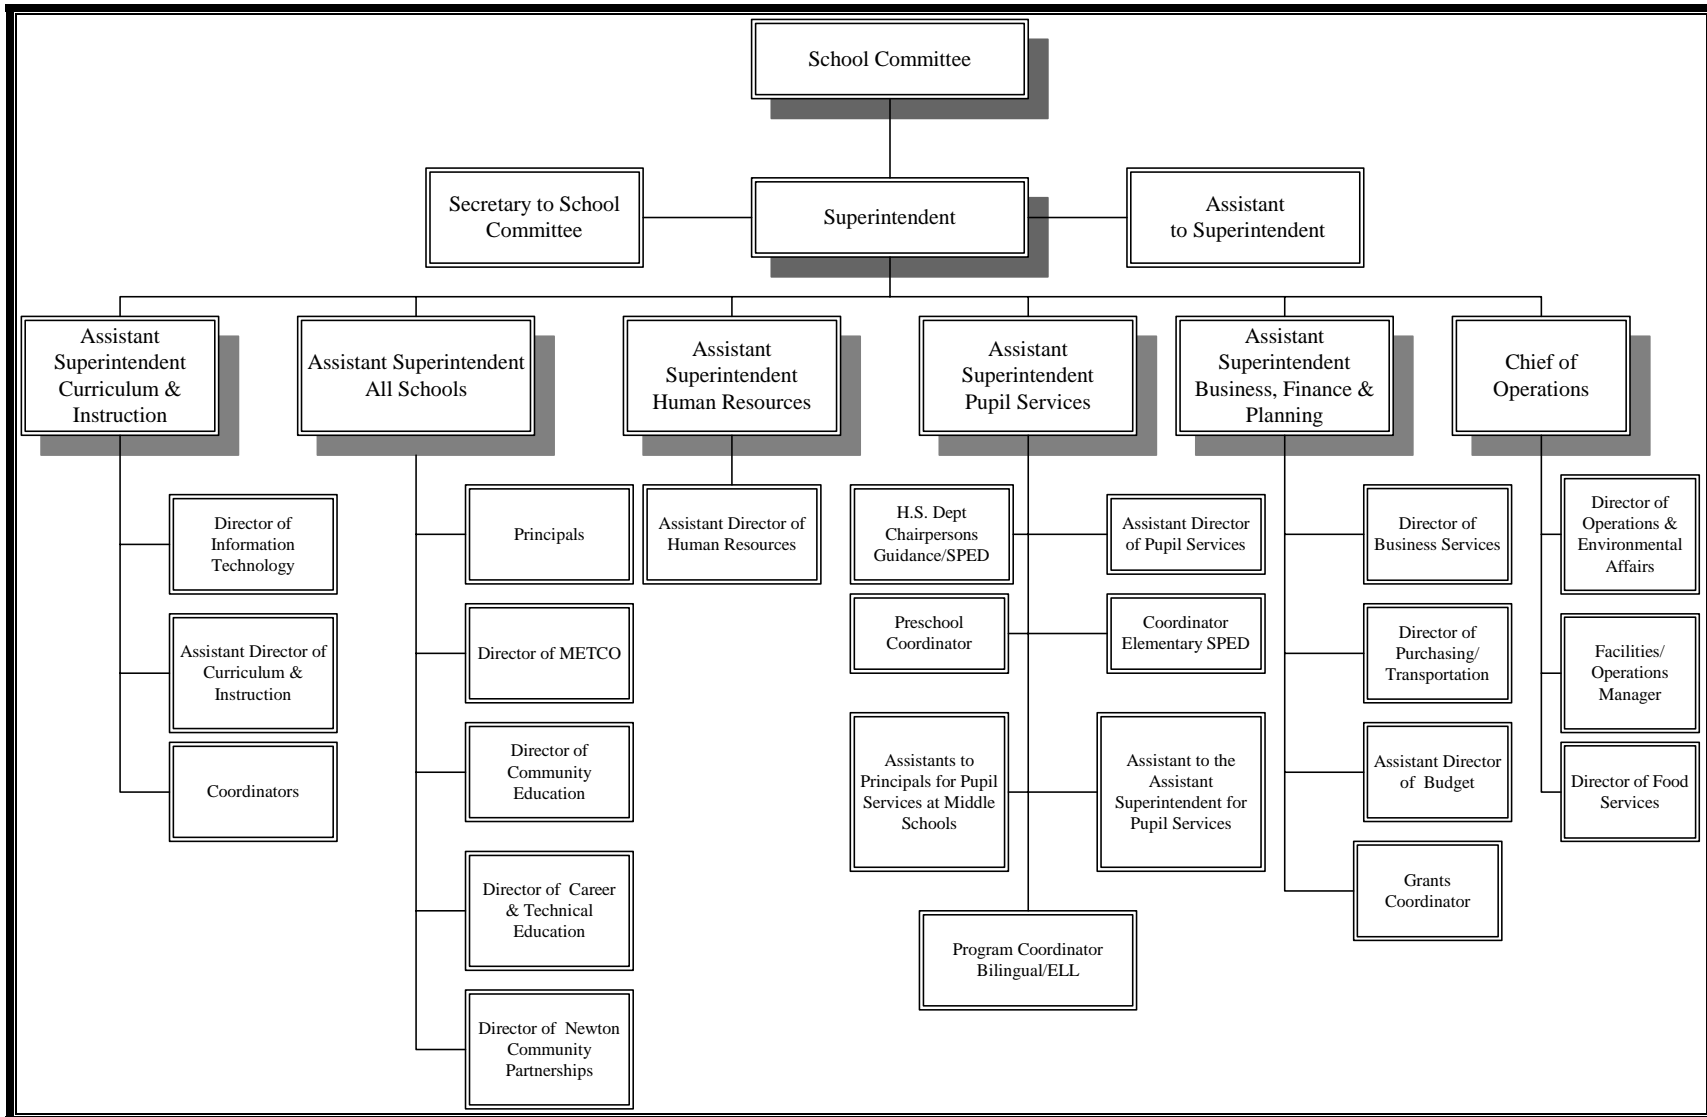 School Committee
Secretary to School
Committee
Superintendent
Assistant
to Superintendent
Assistant
Superintendent
Curriculum &
Instruction
Assistant Superintendent
All Schools
Assistant
Superintendent
Human Resources
Assistant
Superintendent
Pupil Services
Assistant
Superintendent
Business, Finance &
Planning
Chief of
Operations
Director of
Information
Technology
Assistant Director of
Curriculum &
Instruction
Coordinators
Principals
Director of METCO
Director of
Community
Education
Director of Career
& Technical
Education
Director of Newton
Community
Partnerships
Assistant Director of
Human Resources
H.S. Dept
Chairpersons
Guidance/SPED
Assistant Director
of Pupil Services
Preschool
Coordinator
Coordinator
Elementary SPED
Assistants to
Principals for Pupil
Services at Middle
Schools
Assistant to the
Assistant
Superintendent for
Pupil Services
Program Coordinator
Bilingual/ELL
Director of
Business Services
Director of
Purchasing/
Transportation
Assistant Director
of Budget
Grants
Coordinator
Director of
Operations &
Environmental
Affairs
Facilities/
Operations
Manager
Director of Food
Services